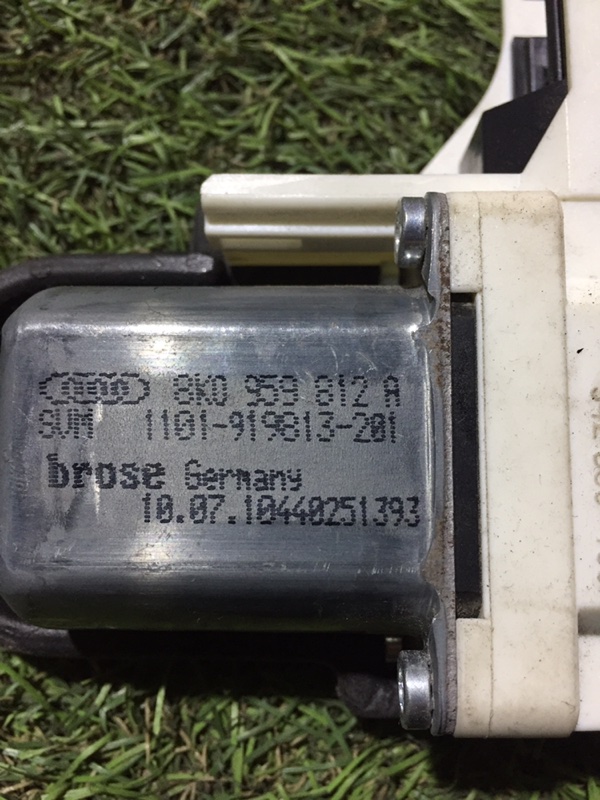 8K0 959 812 A
SVM 1101-919813-201
brose Germany
10.07.10440251393